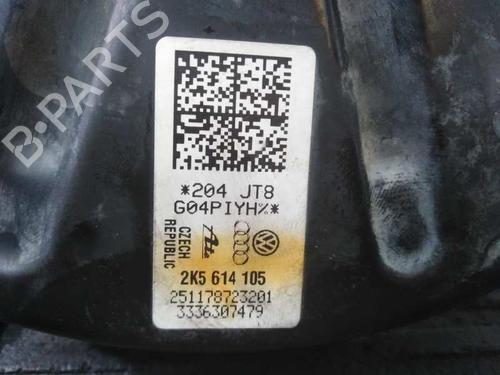 B-PARTS
*204 JT8
G04PIYH%*
CZECH
REPUBLIC
2K5 614 105
251178723201
3336307479